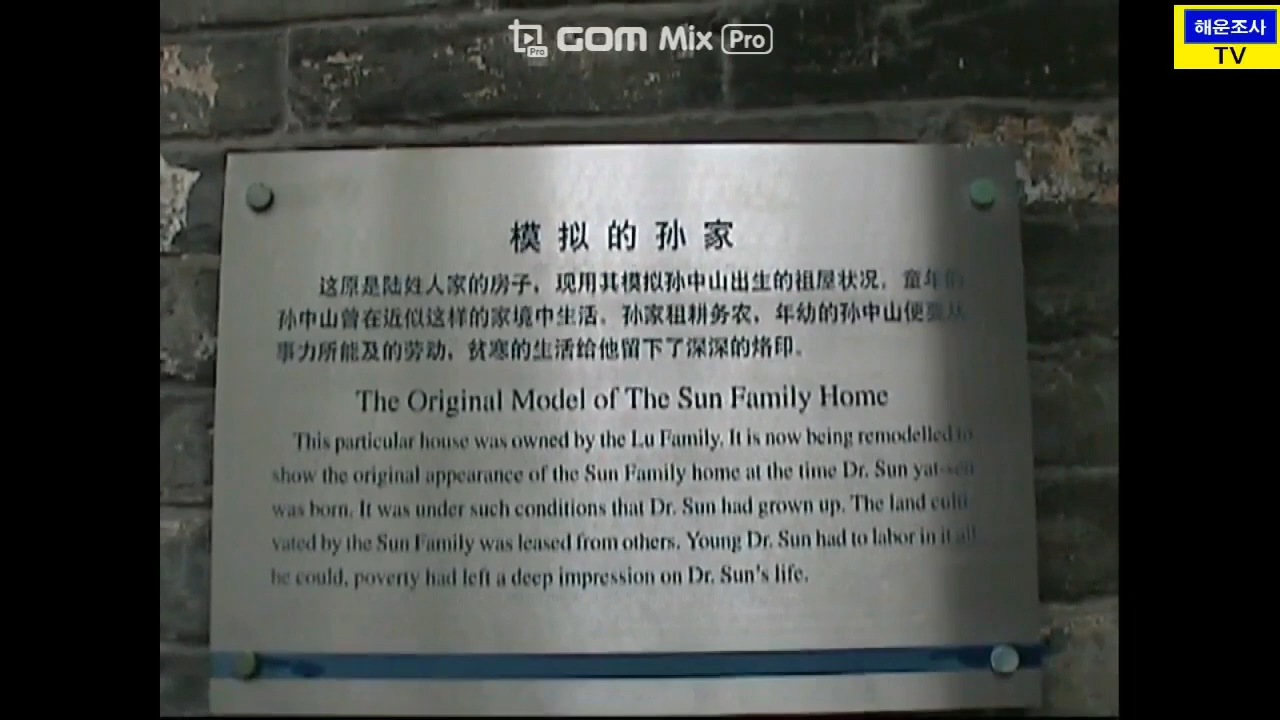 GOM Mix Pro
Pro
해운조사
TV
模拟的孙家
这原是陆姓人家的房子，现用其模拟孙中山出生的祖屋状况。童年的
孙中山曾在近似这样的家境中生活。孙家租耕务农，年幼的孙中山便要从
事力所能及的劳动，贫寒的生活给他留下了深深的烙印。
The Original Model of The Sun Family Home
This particular house was owned by the Lu Family. It is now being remodelled to
show the original appearance of the Sun Family home at the time Dr. Sun yat-sen
was born. It was under such conditions that Dr. Sun had grown up. The land culti
vated by the Sun Family was leased from others. Young Dr. Sun had to labor in it all
he could, poverty had left a deep impression on Dr. Sun's life.